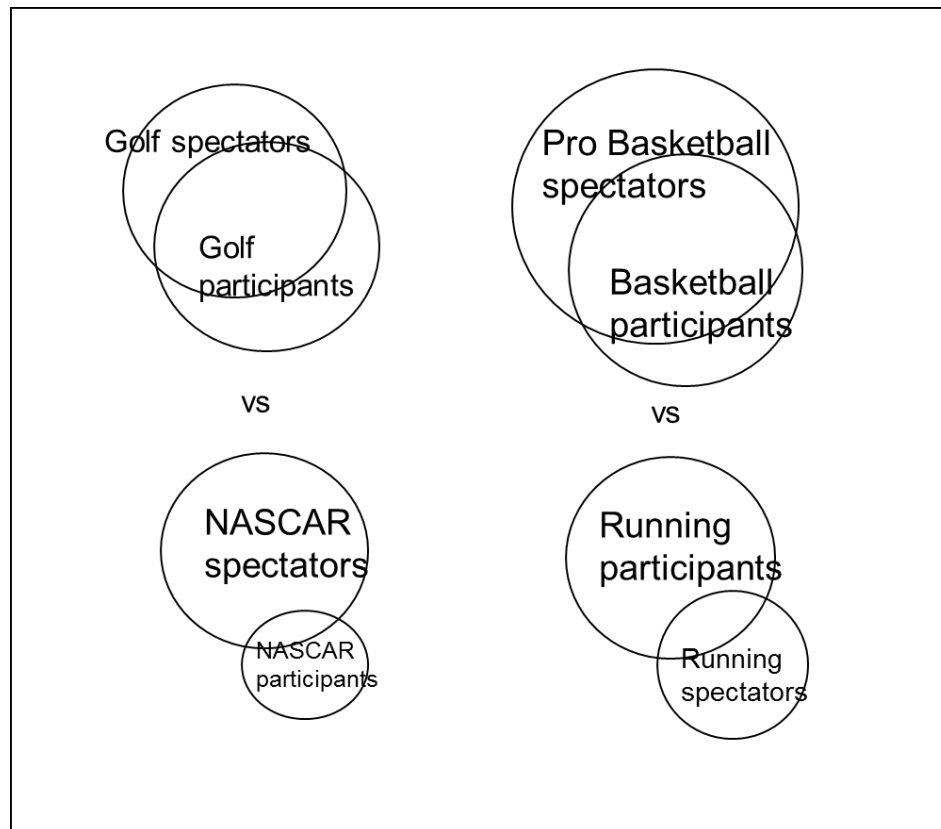 Golf spectators
Golf
participants
vs
NASCAR
spectators
NASCAR
participants
Pro Basketball
spectators
Basketball
participants
vs
Running
participants
Running
spectators